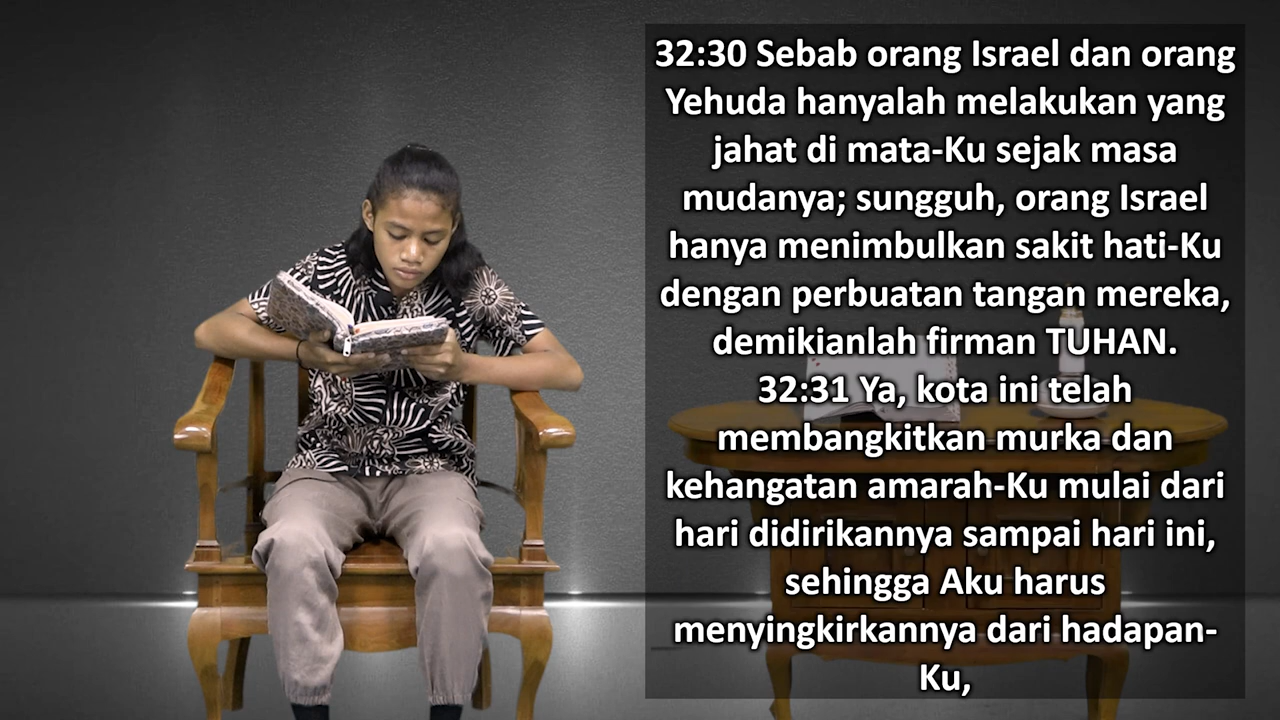 32:30 Sebab orang Israel dan orang
Yehuda hanyalah melakukan yang
jahat di mata-Ku sejak masa
mudanya; sungguh, orang Israel
hanya menimbulkan sakit hati-Ku
dengan perbuatan tangan mereka,
demikianlah firman TUHAN.
32:31 Ya, kota ini telah
membangkitkan murka dan
kehangatan amarah-Ku mulai dari
hari didirikannya sampai hari ini,
sehingga Aku harus
menyingkirkannya dari hadapan-
Ku,